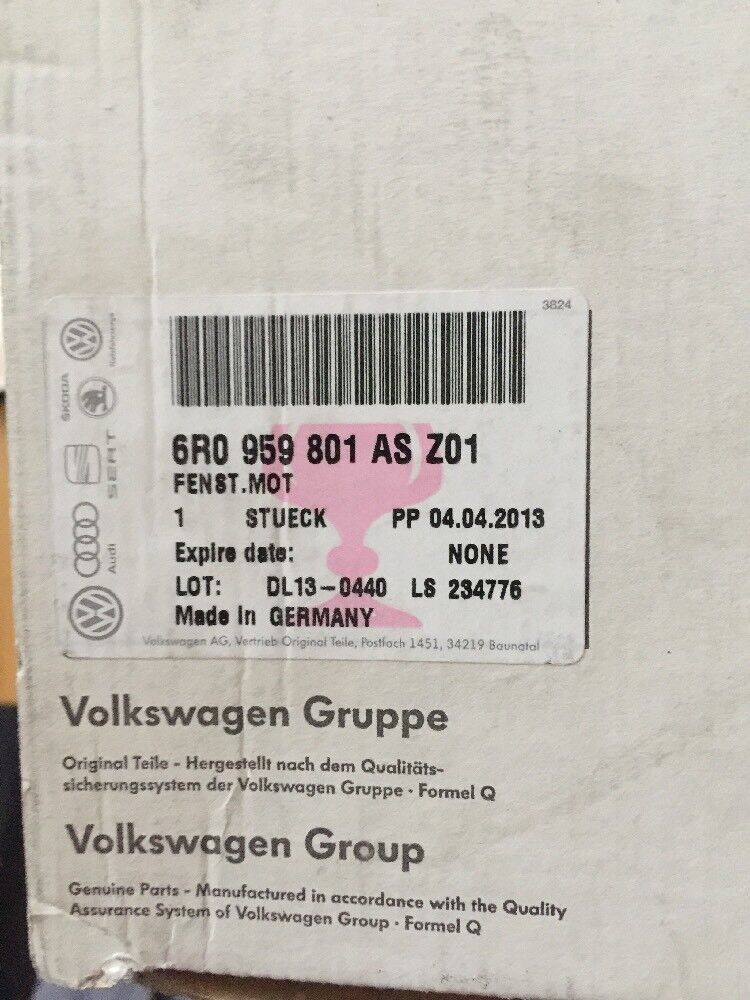 3824
ŠKODA
SEAT
Audi
6R0 959 801 AS Z01
FENST.MOT
1 STUECK PP 04.04.2013
Expire date: NONE
LOT: DL13-0440 LS 234776
Made in GERMANY
Volkswagen AG, Vertrieb Original Teile, Postfach 1451, 34219 Baunatal
Volkswagen Gruppe
Original Teile - Hergestellt nach dem Qualitäts-
sicherungssystem der Volkswagen Gruppe · Formel Q
Volkswagen Group
Genuine Parts - Manufactured in accordance with the Quality
Assurance System of Volkswagen Group · Formel Q